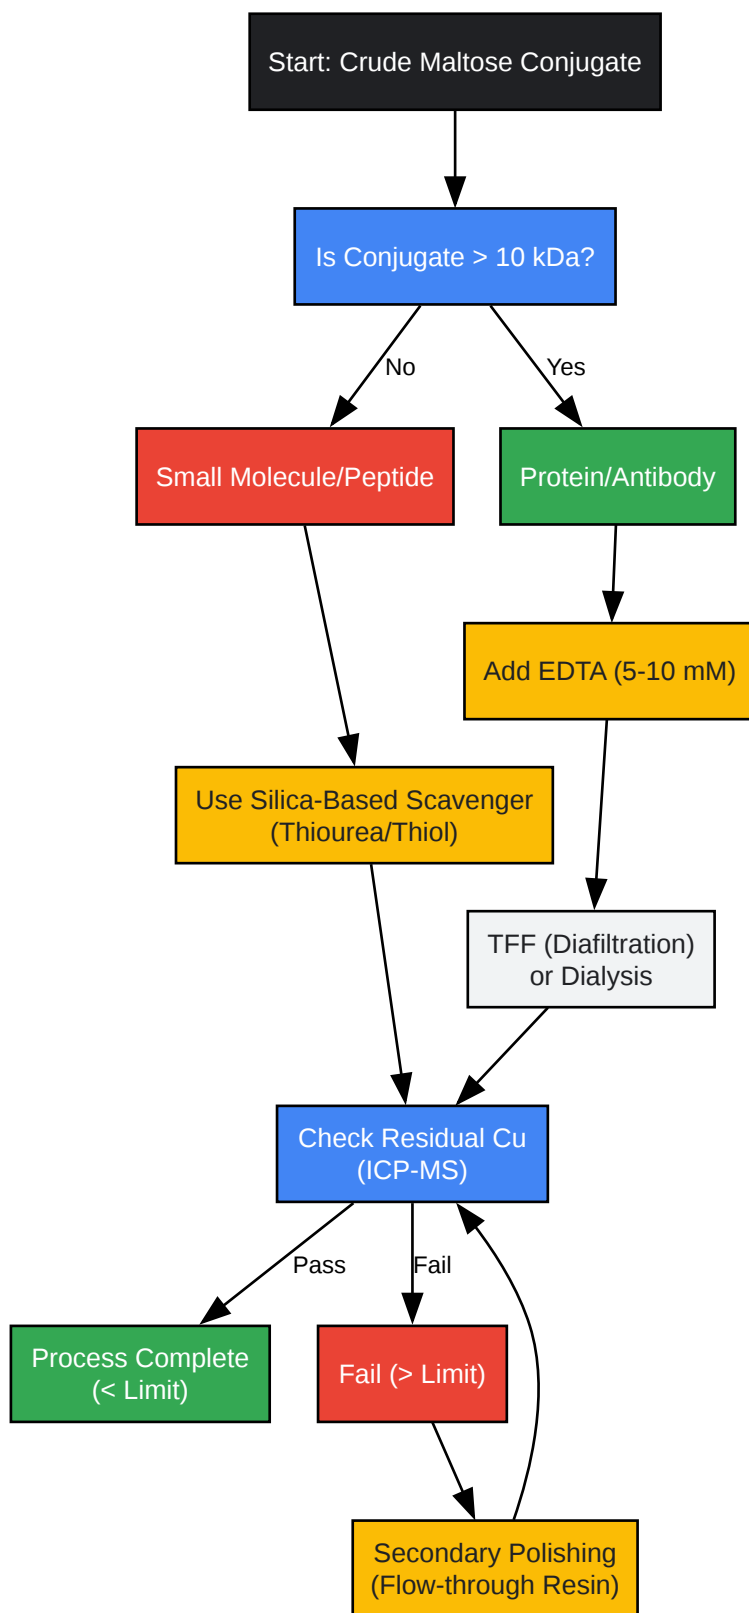 Start: Crude Maltose Conjugate
Is Conjugate > 10 kDa?
No
Yes
Small Molecule/Peptide
Protein/Antibody
Add EDTA (5-10 mM)
Use Silica-Based Scavenger
(Thiourea/Thiol)
TFF (Diafiltration)
or Dialysis
Check Residual Cu
(ICP-MS)
Pass
Fail
Process Complete
(< Limit)
Fail (> Limit)
Secondary Polishing
(Flow-through Resin)